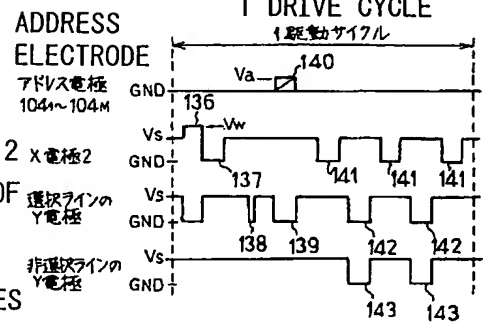 1 DRIVE CYCLE
1駆動サイクル
ADDRESS
ELECTRODE
アドレス電極
104₁~104M
Va
140
GND
136
Vw
2
X電極2
Vs
GND
137
141
141
141
OF
選択ラインの
Y電極
Vs
GND
138
139
142
142
非選択ラインの
Y電極
Vs
GND
143
143
ES